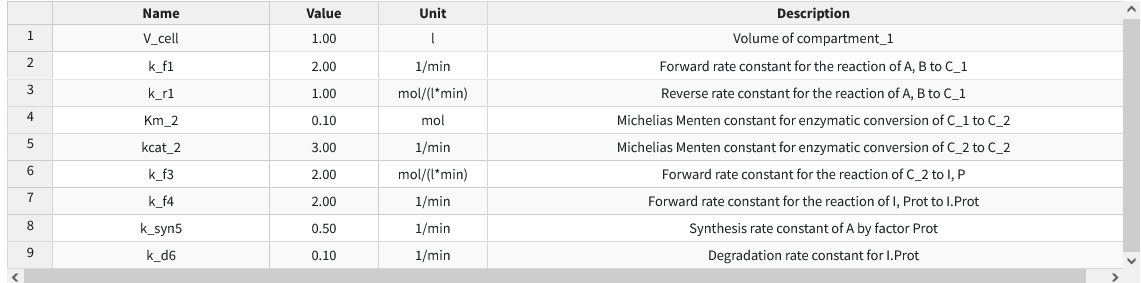 Name Value Unit Description
1 V_cell 1.00 l Volume of compartment_1
2 k_f1 2.00 1/min Forward rate constant for the reaction of A, B to C_1
3 k_r1 1.00 mol/(l*min) Reverse rate constant for the reaction of A, B to C_1
4 Km_2 0.10 mol Michelias Menten constant for enzymatic conversion of C_1 to C_2
5 kcat_2 3.00 1/min Michelias Menten constant for enzymatic conversion of C_2 to C_2
6 k_f3 2.00 mol/(l*min) Forward rate constant for the reaction of C_2 to I, P
7 k_f4 2.00 1/min Forward rate constant for the reaction of I, Prot to I.Prot
8 k_syn5 0.50 1/min Synthesis rate constant of A by factor Prot
9 k_d6 0.10 1/min Degradation rate constant for I.Prot